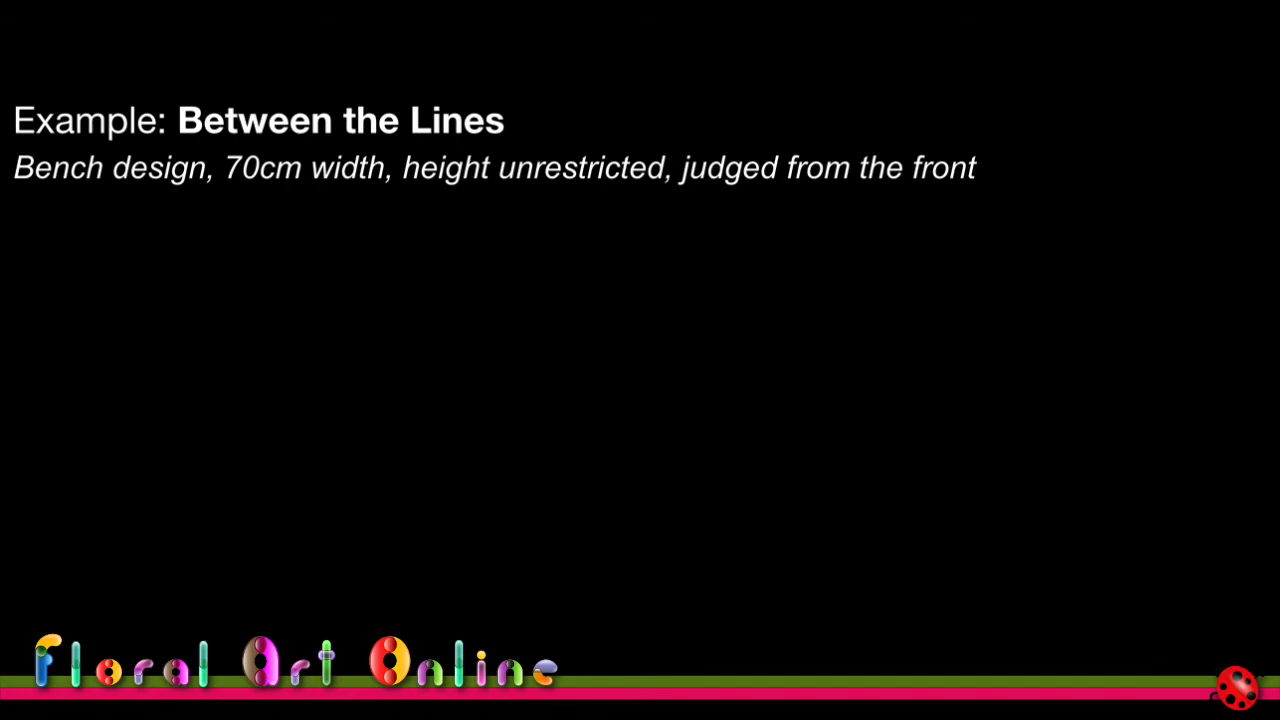 Example: Between the Lines
Bench design, 70cm width, height unrestricted, judged from the front
Floral Art Online